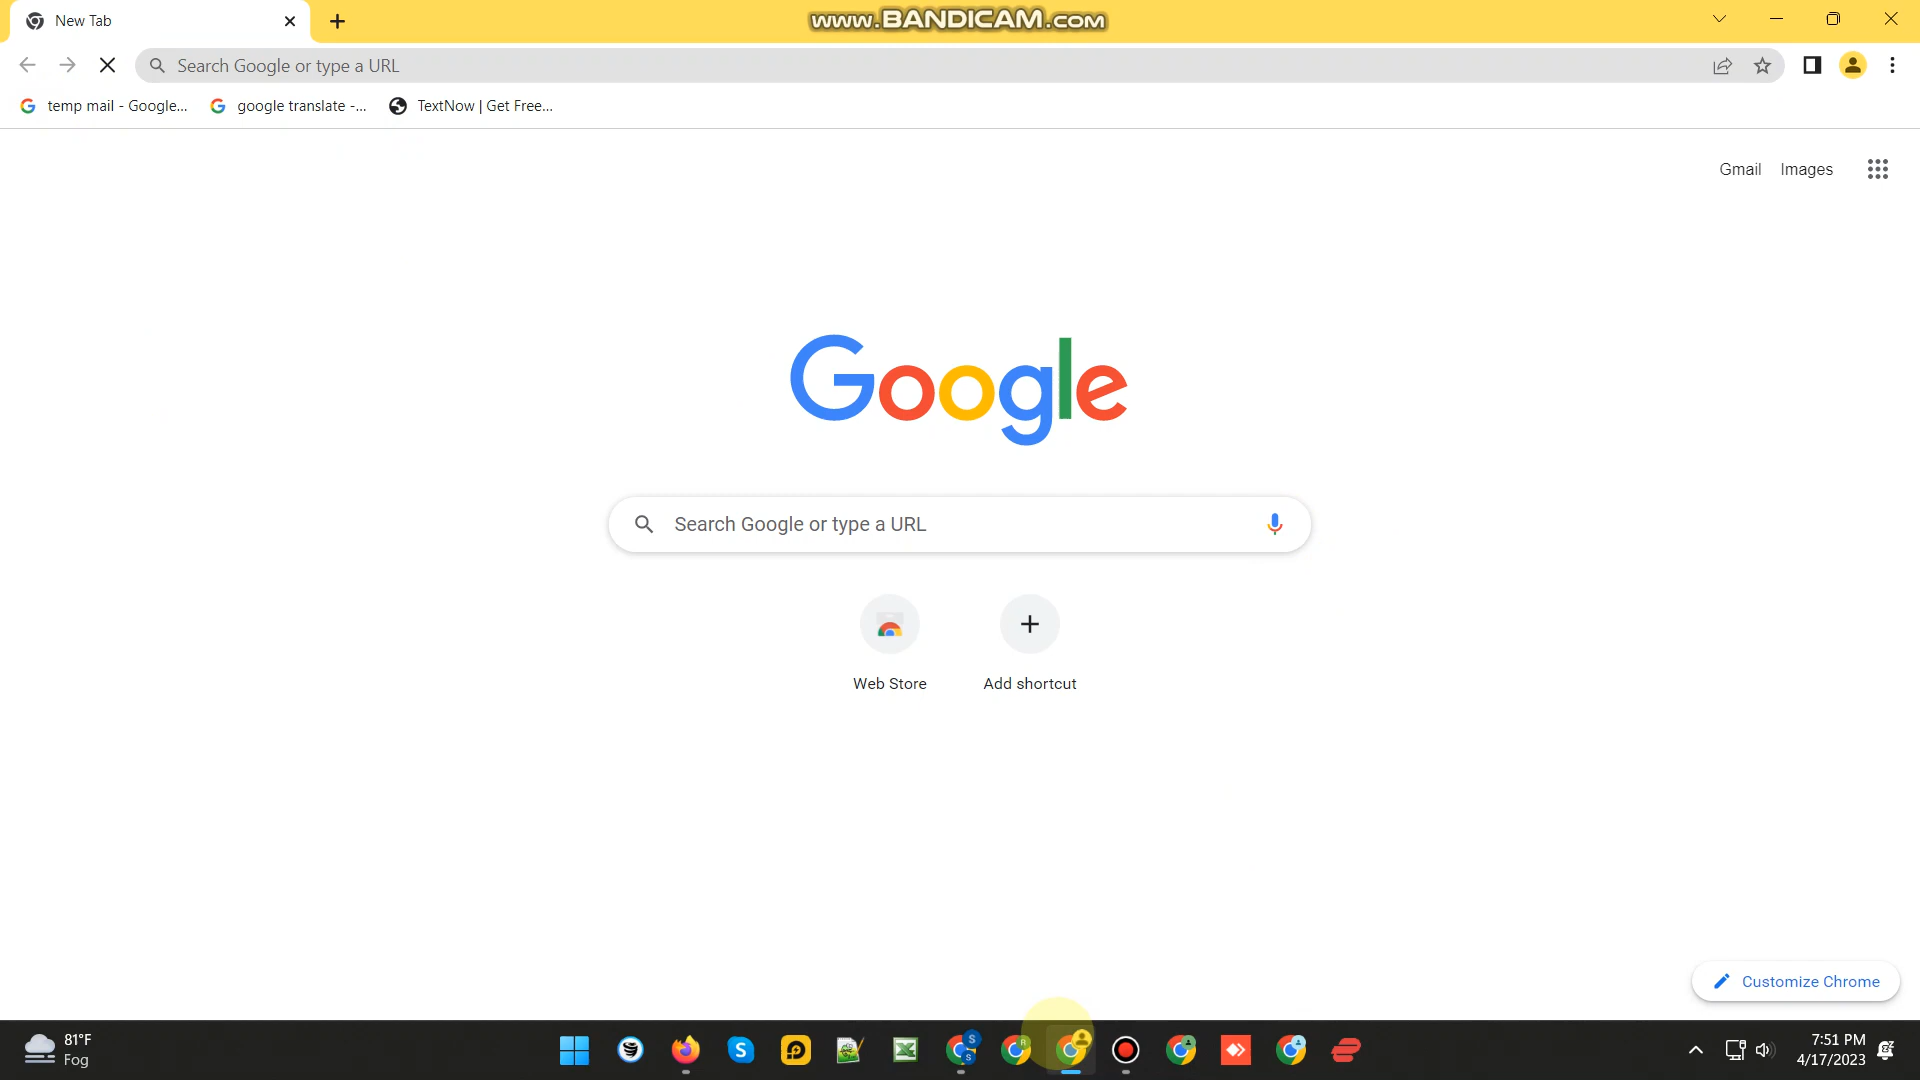 New Tab
www.BANDICAM.com
Search Google or type a URL
temp mail - Google...
google translate -...
TextNow | Get Free...
Gmail
Images
Google
Search Google or type a URL
Web Store
Add shortcut
Customize Chrome
81°F
Fog
7:51 PM
4/17/2023